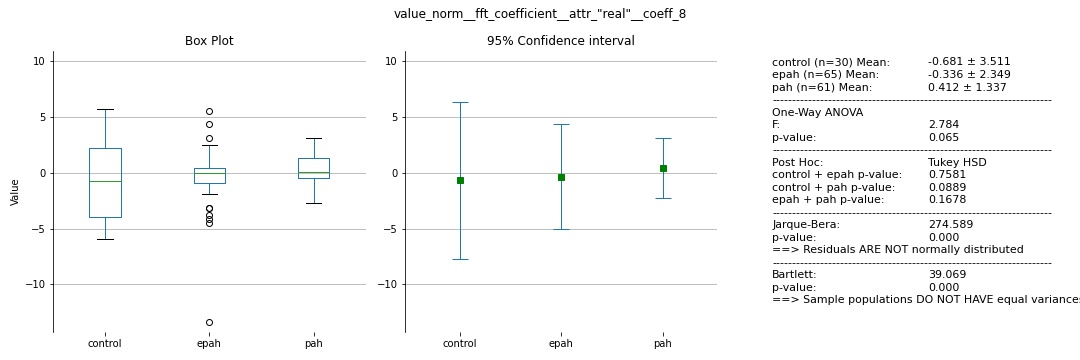 value_norm__fft_coefficient__attr_"real"__coeff_8
Box Plot
95% Confidence interval
Value
10
5
0
−5
−10
control epah pah
10
5
0
−5
−10
control epah pah
control (n=30) Mean: -0.681 ± 3.511
epah (n=65) Mean: -0.336 ± 2.349
pah (n=61) Mean: 0.412 ± 1.337
One-Way ANOVA
F: 2.784
p-value: 0.065
Post Hoc: Tukey HSD
control + epah p-value: 0.7581
control + pah p-value: 0.0889
epah + pah p-value: 0.1678
Jarque-Bera: 274.589
p-value: 0.000
==> Residuals ARE NOT normally distributed
Bartlett: 39.069
p-value: 0.000
==> Sample populations DO NOT HAVE equal variances